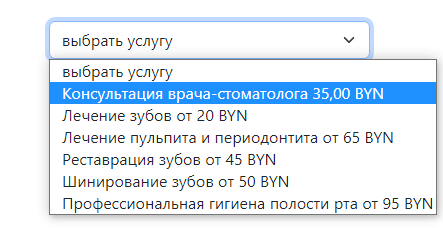 выбрать услугу
выбрать услугу
Консультация врача-стоматолога 35,00 BYN
Лечение зубов от 20 BYN
Лечение пульпита и периодонтита от 65 BYN
Реставрация зубов от 45 BYN
Шинирование зубов от 50 BYN
Профессиональная гигиена полости рта от 95 BYN